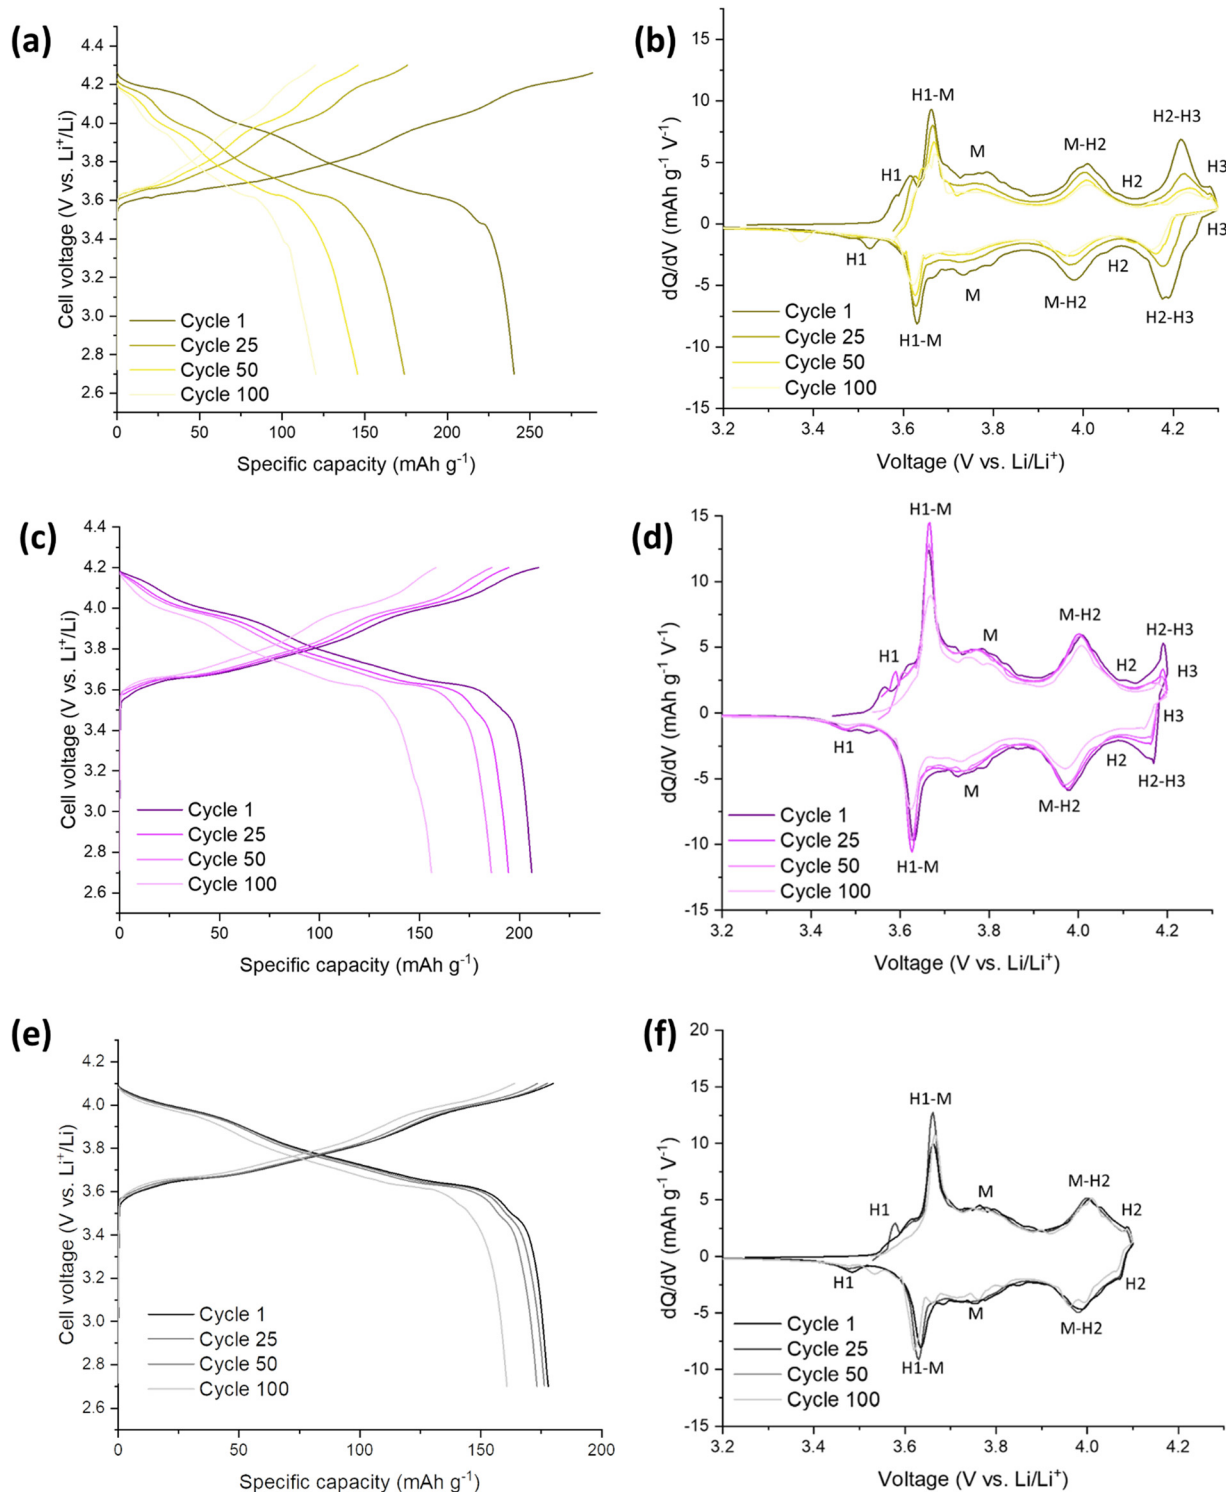 (a)
4.4
4.2
4.0
3.8
3.6
3.4
3.2
3.0
2.8
2.6
Cell voltage (V vs. Li⁺/Li)
Cycle 1
Cycle 25
Cycle 50
Cycle 100
0 50 100 150 200 250
Specific capacity (mAh g⁻¹)
(b)
15
10
5
0
-5
-10
-15
dQ/dV (mAh g⁻¹ V⁻¹)
H1-M
H2-H3
M
M-H2
H1
H2
H3
H3
H1
H2
M
M-H2
H2-H3
H1-M
Cycle 1
Cycle 25
Cycle 50
Cycle 100
3.2 3.4 3.6 3.8 4.0 4.2
Voltage (V vs. Li/Li⁺)
(c)
4.4
4.2
4.0
3.8
3.6
3.4
3.2
3.0
2.8
2.6
Cell voltage (V vs. Li⁺/Li)
Cycle 1
Cycle 25
Cycle 50
Cycle 100
0 50 100 150 200
Specific capacity (mAh g⁻¹)
(d)
15
10
5
0
-5
-10
-15
dQ/dV (mAh g⁻¹ V⁻¹)
H1-M
M-H2
H2-H3
M
H1
H2
H3
H3
H1
H2
M
M-H2
H2-H3
H1-M
Cycle 1
Cycle 25
Cycle 50
Cycle 100
3.2 3.4 3.6 3.8 4.0 4.2
Voltage (V vs. Li/Li⁺)
(e)
4.2
4.0
3.8
3.6
3.4
3.2
3.0
2.8
2.6
Cell voltage (V vs. Li⁺/Li)
Cycle 1
Cycle 25
Cycle 50
Cycle 100
0 50 100 150 200
Specific capacity (mAh g⁻¹)
(f)
20
15
10
5
0
-5
-10
-15
dQ/dV (mAh g⁻¹ V⁻¹)
H1-M
M
M-H2
H1
H2
H1
H2
M
M-H2
H1-M
Cycle 1
Cycle 25
Cycle 50
Cycle 100
3.2 3.4 3.6 3.8 4.0 4.2
Voltage (V vs. Li/Li⁺)